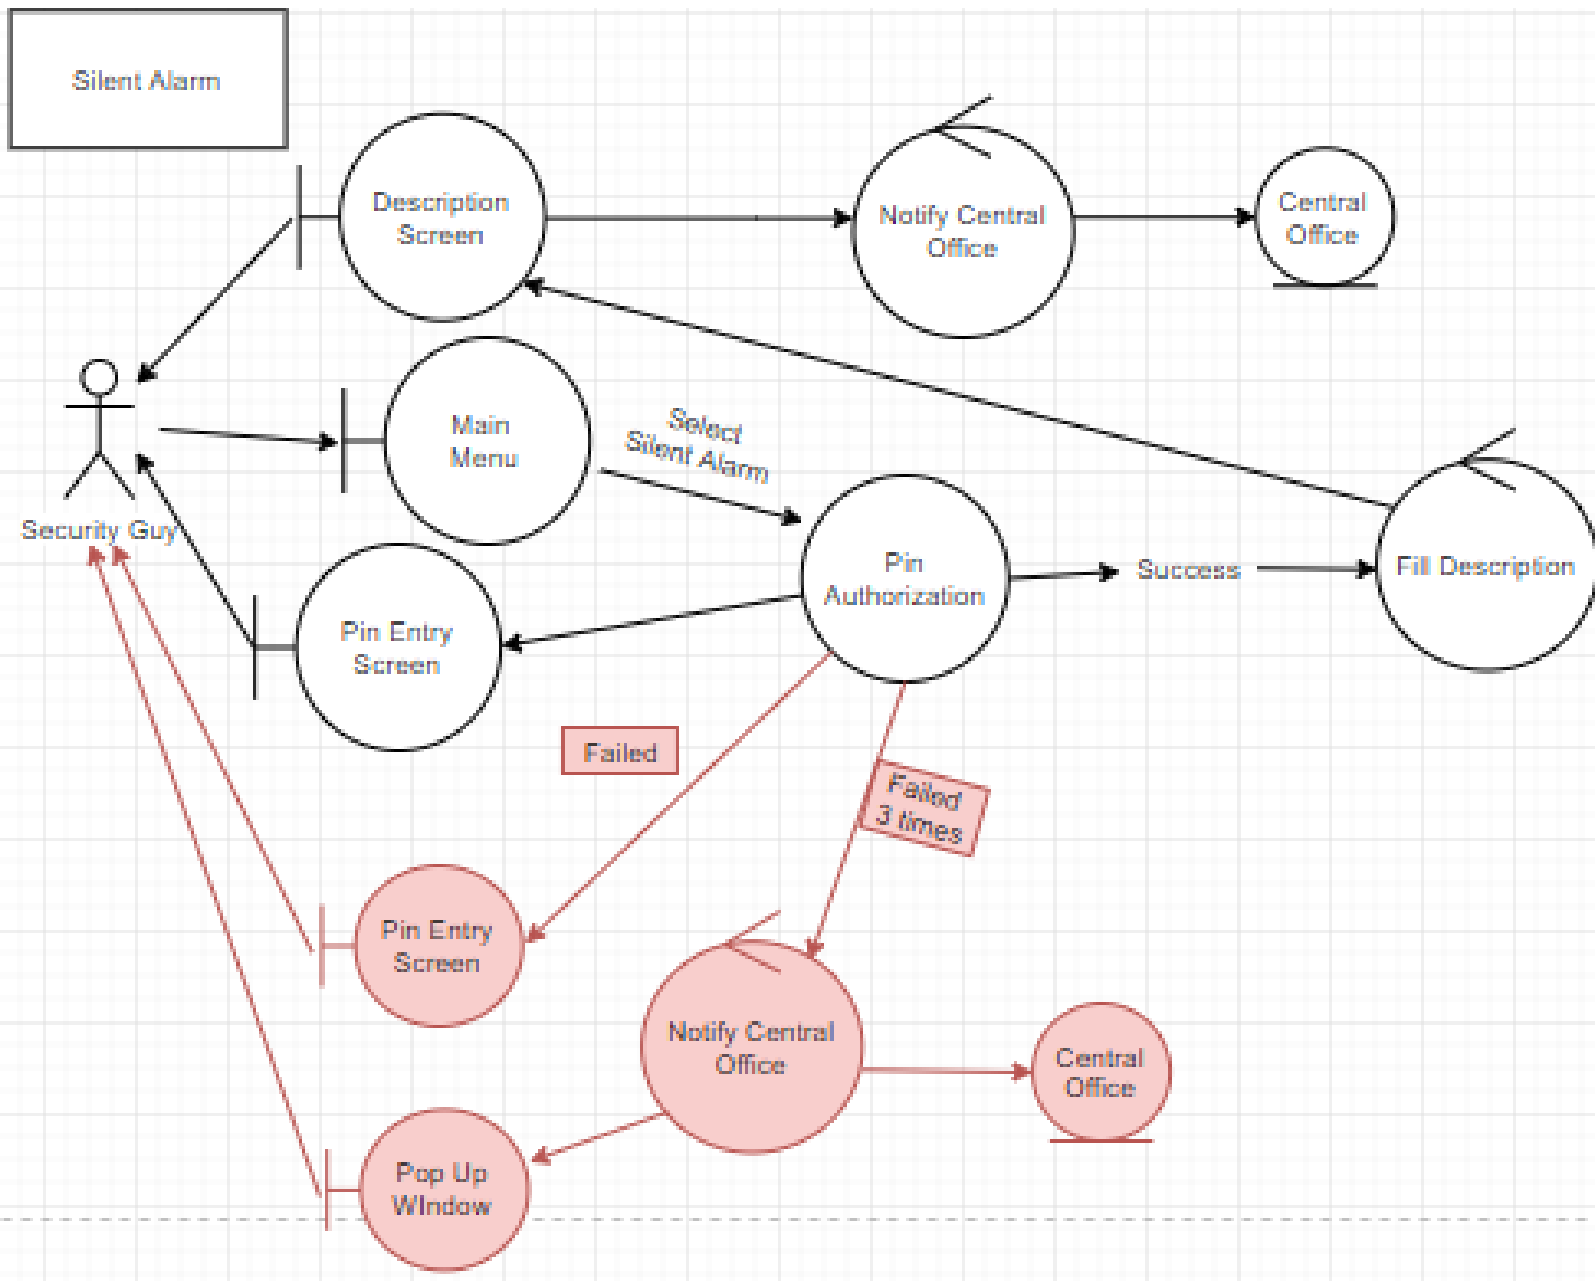 Silent Alarm
Description
Screen
Notify Central
Office
Central
Office
Main
Menu
Select
Silent Alarm
Security Guy
Pin Entry
Screen
Pin
Authorization
Success
Fill Description
Failed
Failed
3 times
Pin Entry
Screen
Notify Central
Office
Central
Office
Pop Up
WIndow